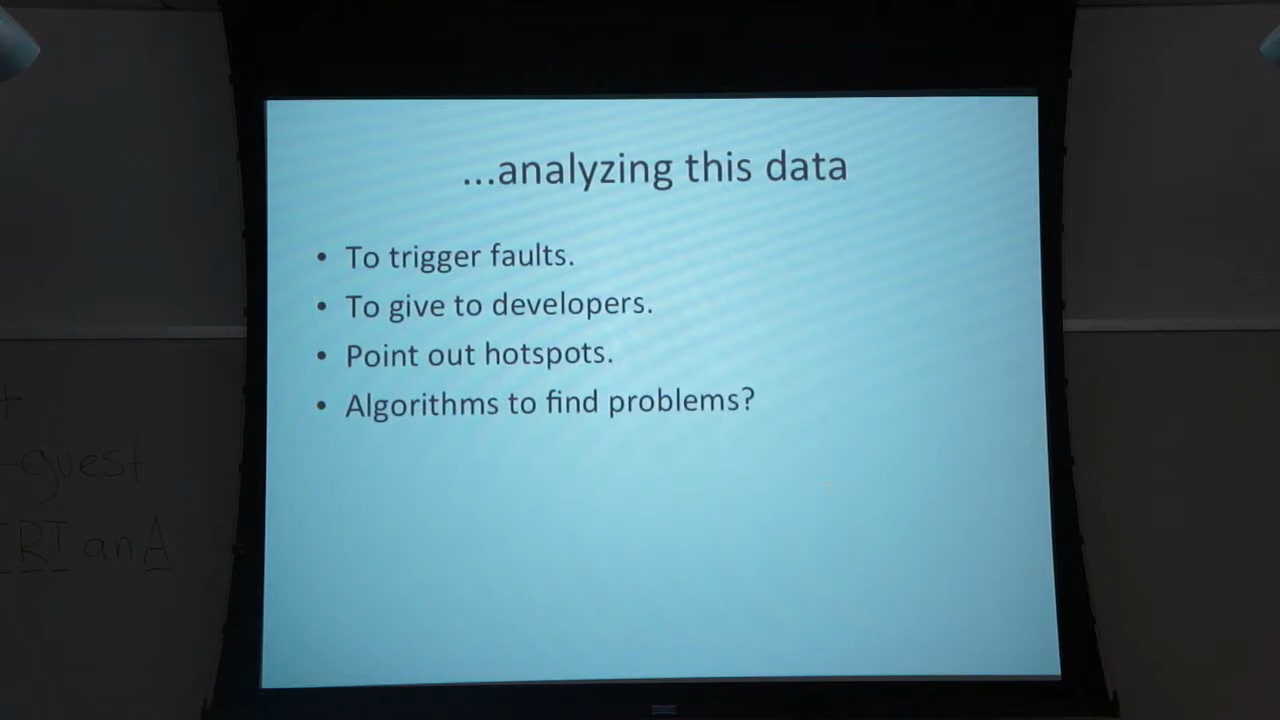 ...analyzing this data
• To trigger faults.
• To give to developers.
• Point out hotspots.
• Algorithms to find problems?
-guest
RI an A